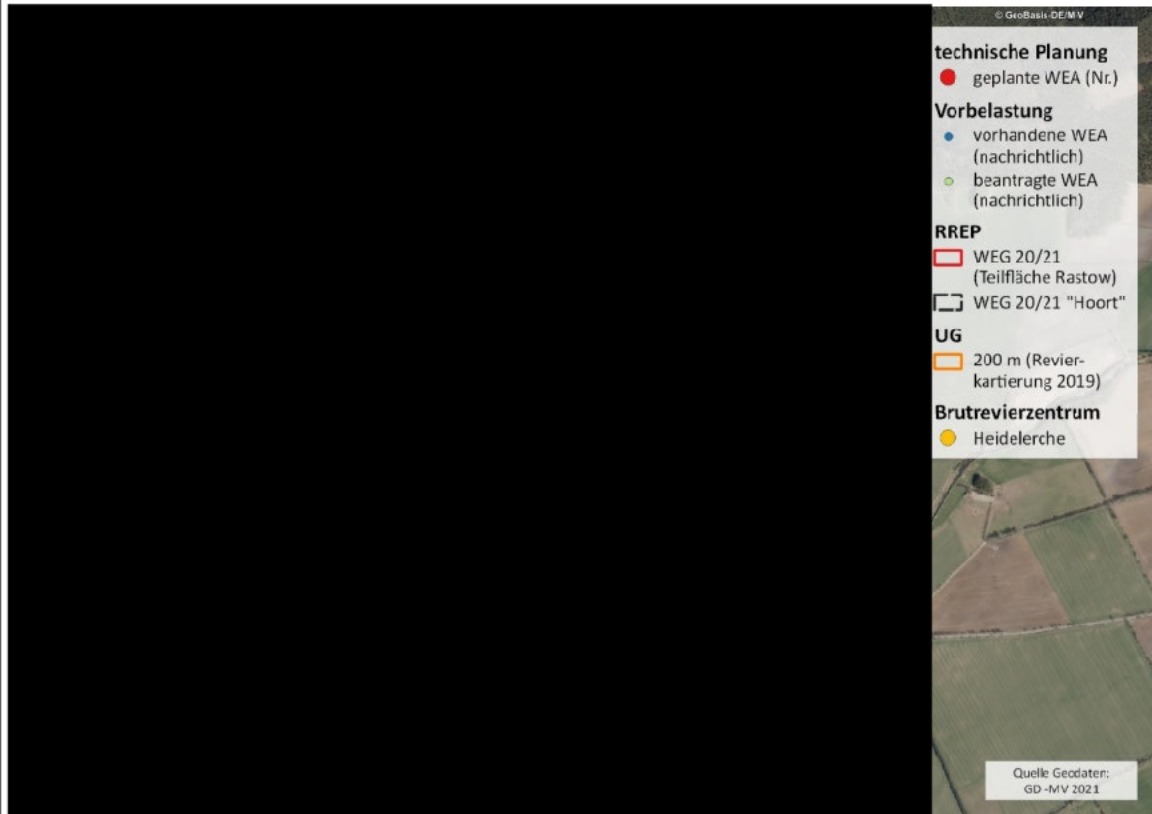 © GeoBasis-DE/MV
technische Planung
geplante WEA (Nr.)
Vorbelastung
vorhandene WEA
(nachrichtlich)
beantragte WEA
(nachrichtlich)
RREP
WEG 20/21
(Teilfläche Rastow)
WEG 20/21 "Hoort"
UG
200 m (Revier-
kartierung 2019)
Brutrevierzentrum
Heidelerche
Quelle Geodaten:
GD-MV 2021